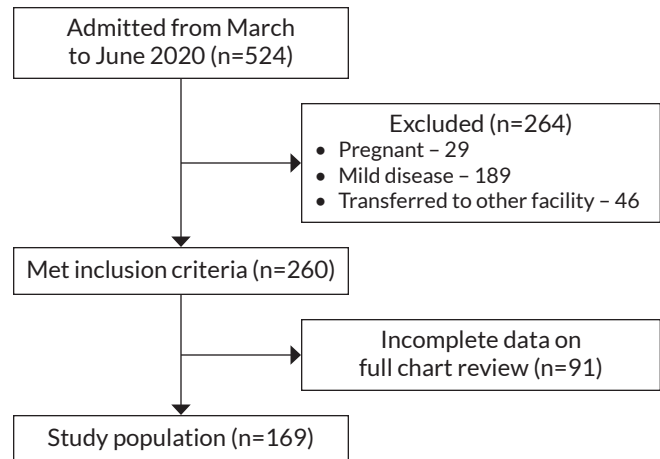 Admitted from March
to June 2020 (n=524)
Excluded (n=264)
• Pregnant – 29
• Mild disease – 189
• Transferred to other facility – 46
Met inclusion criteria (n=260)
Incomplete data on
full chart review (n=91)
Study population (n=169)